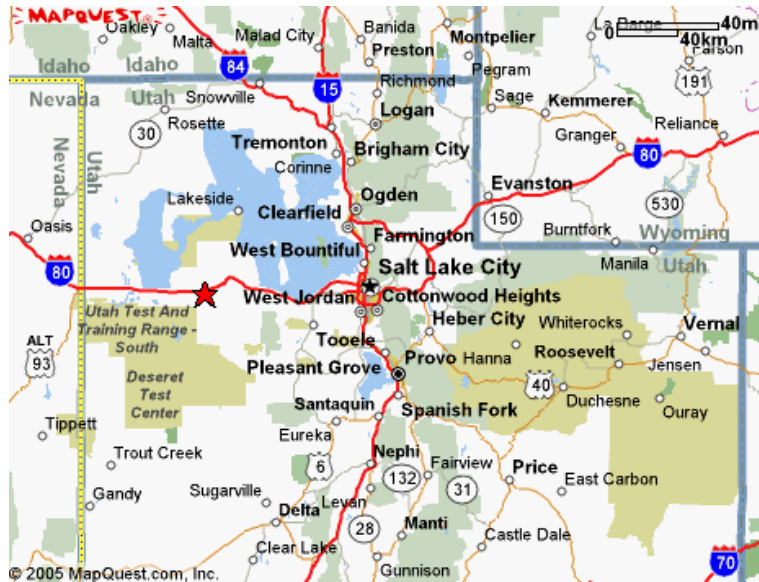 MAPQUEST
Oakley
Malta
Malad City
Banida
Preston
Montpelier
La Barge
40m
0
40km
Farson
Idaho
Idaho
84
15
Richmond
Pegram
191
Nevada
Utah
Snowville
Logan
Sage
Kemmerer
30
Rosette
Tremonton
Granger
Reliance
80
Nevada
Utah
Corinne
Brigham City
Lakeside
Ogden
Evanston
Clearfield
150
530
Oasis
Farmington
Burntfork
Wyoming
West Bountiful
Manila
Utah
80
Salt Lake City
West Jordan
Cottonwood Heights
Utah Test And
Training Range -
South
Heber City
Whiterocks
Vernal
ALT
93
Tooele
Provo
Hanna
Roosevelt
Jensen
Pleasant Grove
Deseret
Test
Center
40
Duchesne
Ouray
Santaquin
Spanish Fork
Tippett
Eureka
Trout Creek
6
Nephi
132
Fairview
Price
East Carbon
31
Gandy
Sugarville
Levan
Delta
28
Manti
Castle Dale
Clear Lake
70
Gunnison
© 2005 MapQuest.com, Inc.